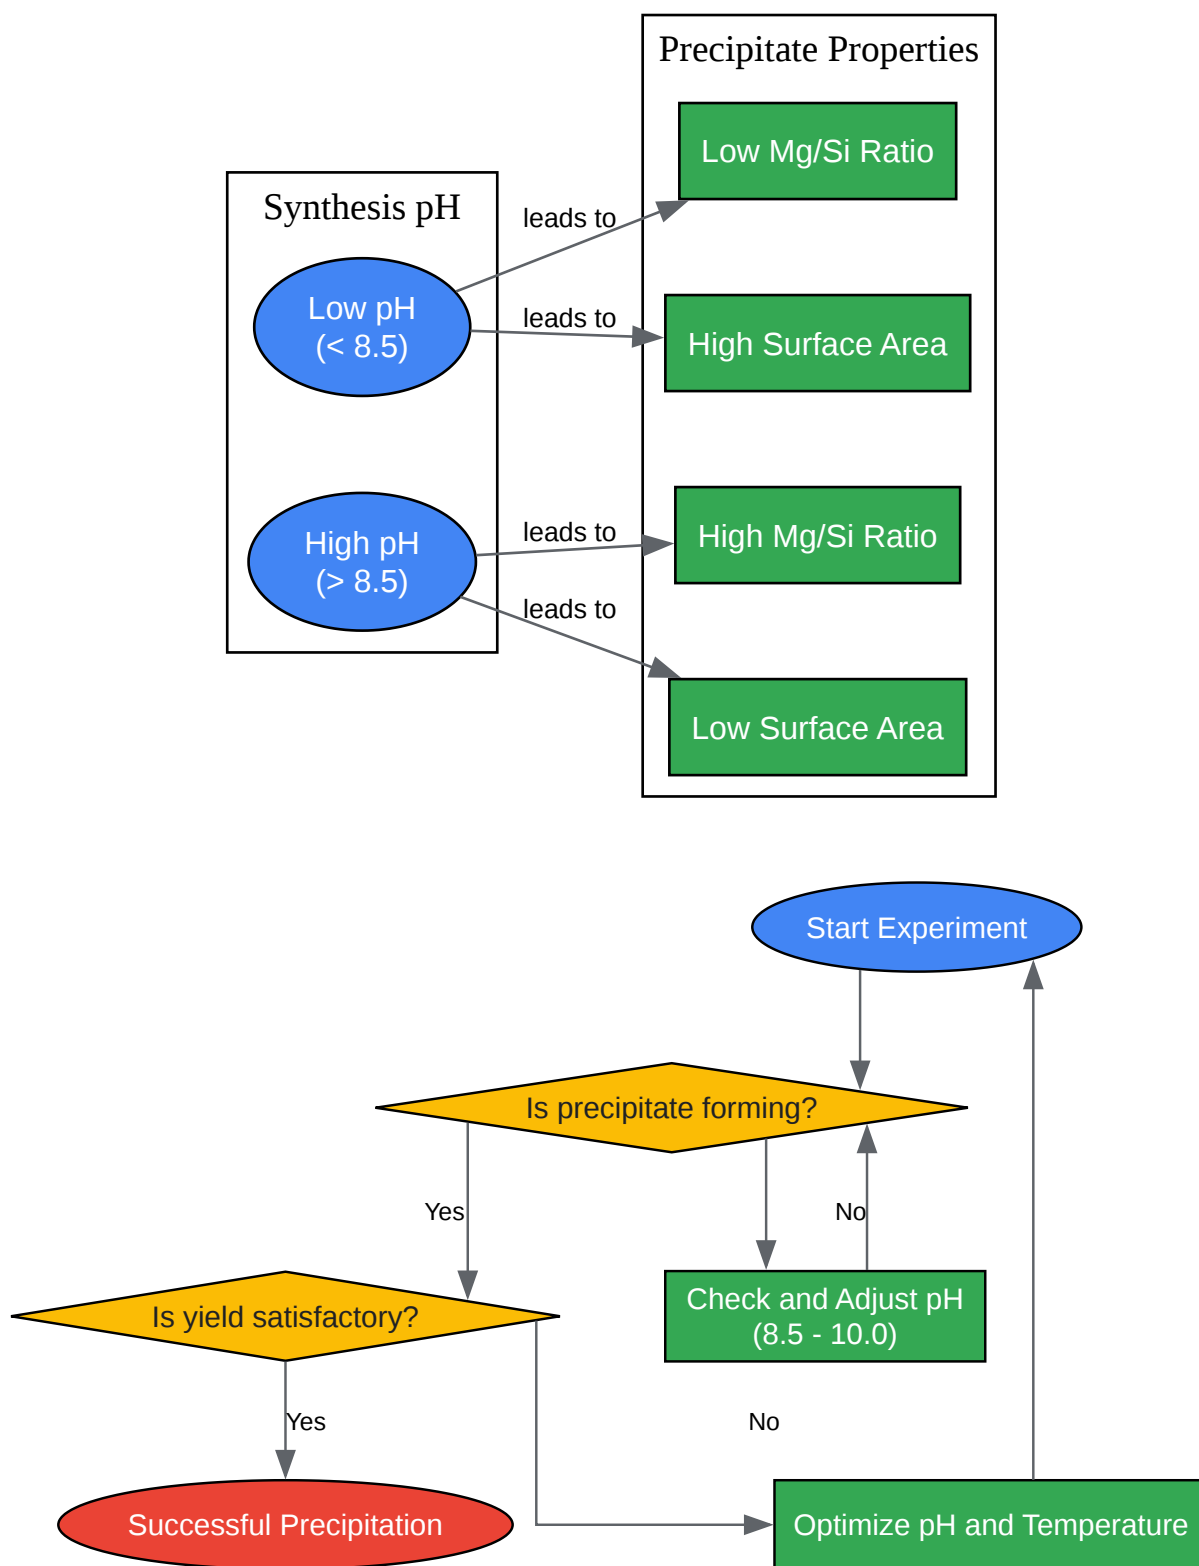 Precipitate Properties
Low Mg/Si Ratio
Synthesis pH
leads to
Low pH
(< 8.5)
leads to
High Surface Area
High pH
(> 8.5)
leads to
High Mg/Si Ratio
leads to
Low Surface Area
Start Experiment
Is precipitate forming?
Yes
No
Is yield satisfactory?
Check and Adjust pH
(8.5 - 10.0)
Yes
No
Successful Precipitation
Optimize pH and Temperature